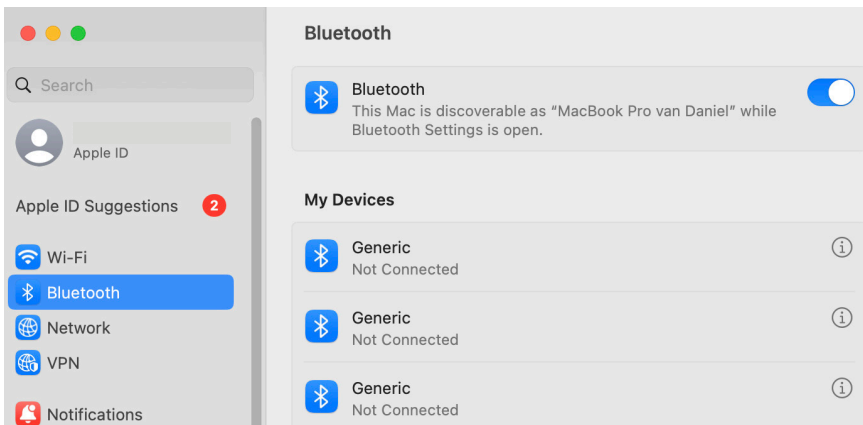 Search
Apple ID
Apple ID Suggestions 2
Wi-Fi
Bluetooth
Network
VPN
Notifications
Bluetooth
Bluetooth
This Mac is discoverable as “MacBook Pro van Daniel” while
Bluetooth Settings is open.
My Devices
Generic
Not Connected
Generic
Not Connected
Generic
Not Connected